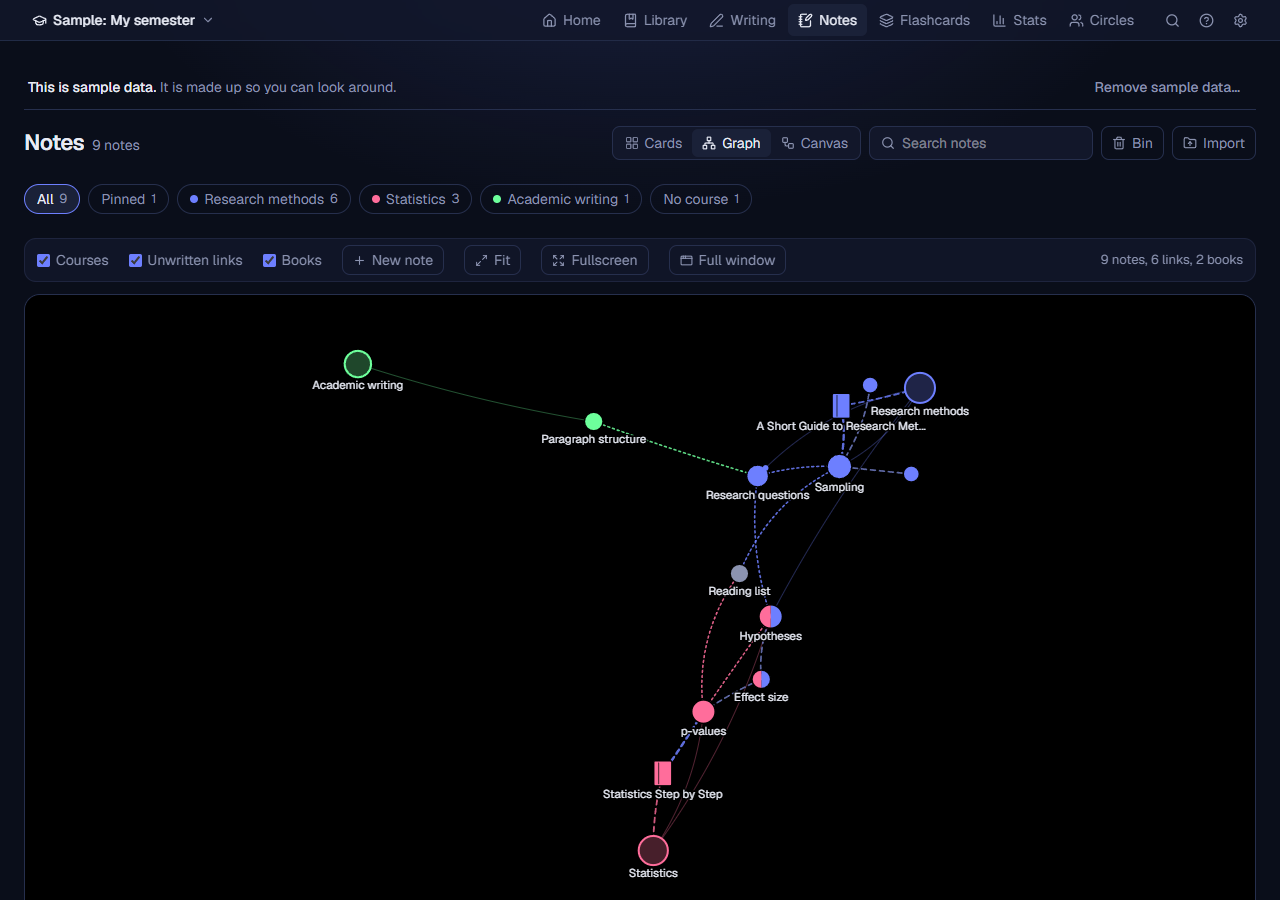 Sample: My semester
Home
Library
Writing
Notes
Flashcards
Stats
Circles
This is sample data. It is made up so you can look around.
Remove sample data...
Notes 9 notes
Cards
Graph
Canvas
Search notes
Bin
Import
All 9
Pinned 1
Research methods 6
Statistics 3
Academic writing 1
No course 1
Courses
Unwritten links
Books
New note
Fit
Fullscreen
Full window
9 notes, 6 links, 2 books
Academic writing
Research methods
A Short Guide to Research Met...
Paragraph structure
Sampling
Research questions
Reading list
Hypotheses
Effect size
p-values
Statistics Step by Step
Statistics